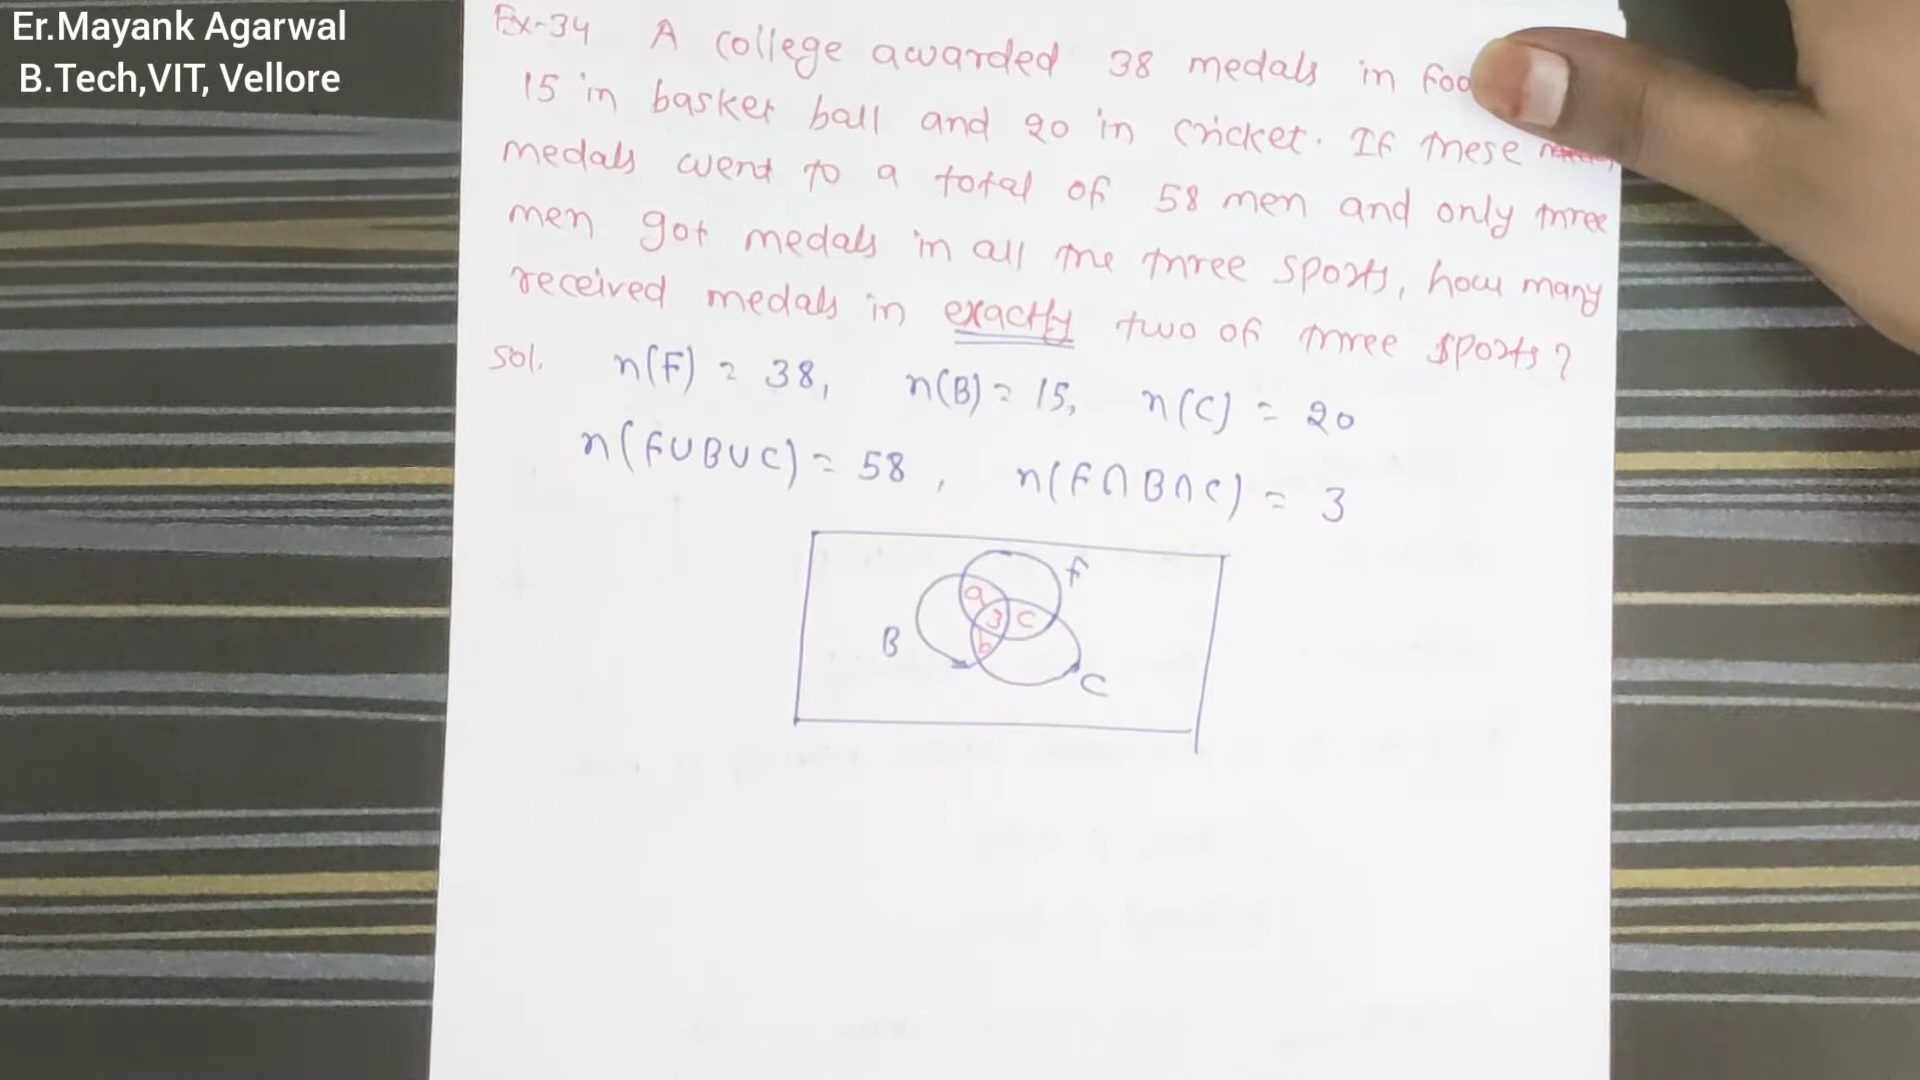 Er.Mayank Agarwal
B.Tech,VIT, Vellore
Ex-34 A college awarded 38 medals in Foo
15 in basket ball and 20 in cricket. If these
medals went to a total of 58 men and only three
men got medals in all the three sports, how many
received medals in exactly two of three sports?
Sol. n(F) = 38, n(B) = 15, n(C) = 20
n(F∪B∪C) = 58, n(F∩B∩C) = 3
F
a
3 c
B b
C